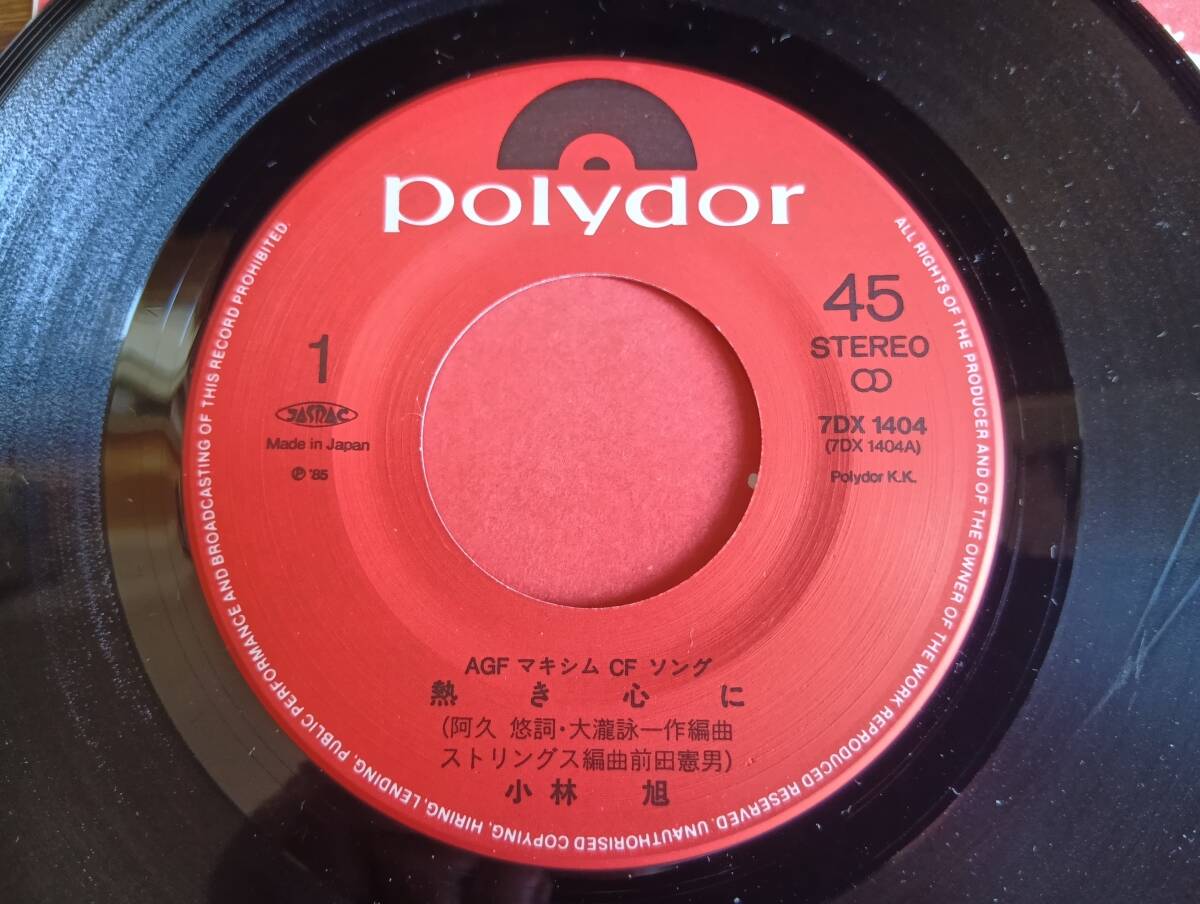 polydor
1
JASRAC
Made in Japan
Ⓟ '85
45
STEREO
7DX 1404
(7DX 1404A)
Polydor K.K.
AGF マキシム CF ソング
熱き心に
(阿久 悠詞・大瀧詠一作編曲
ストリングス編曲前田憲男)
小林 旭
ALL RIGHTS OF THE PRODUCER AND OF THE OWNER OF THE WORK REPRODUCED RESERVED. UNAUTHORISED COPYING, HIRING, LENDING, PUBLIC PERFORMANCE AND BROADCASTING OF THIS RECORD PROHIBITED.